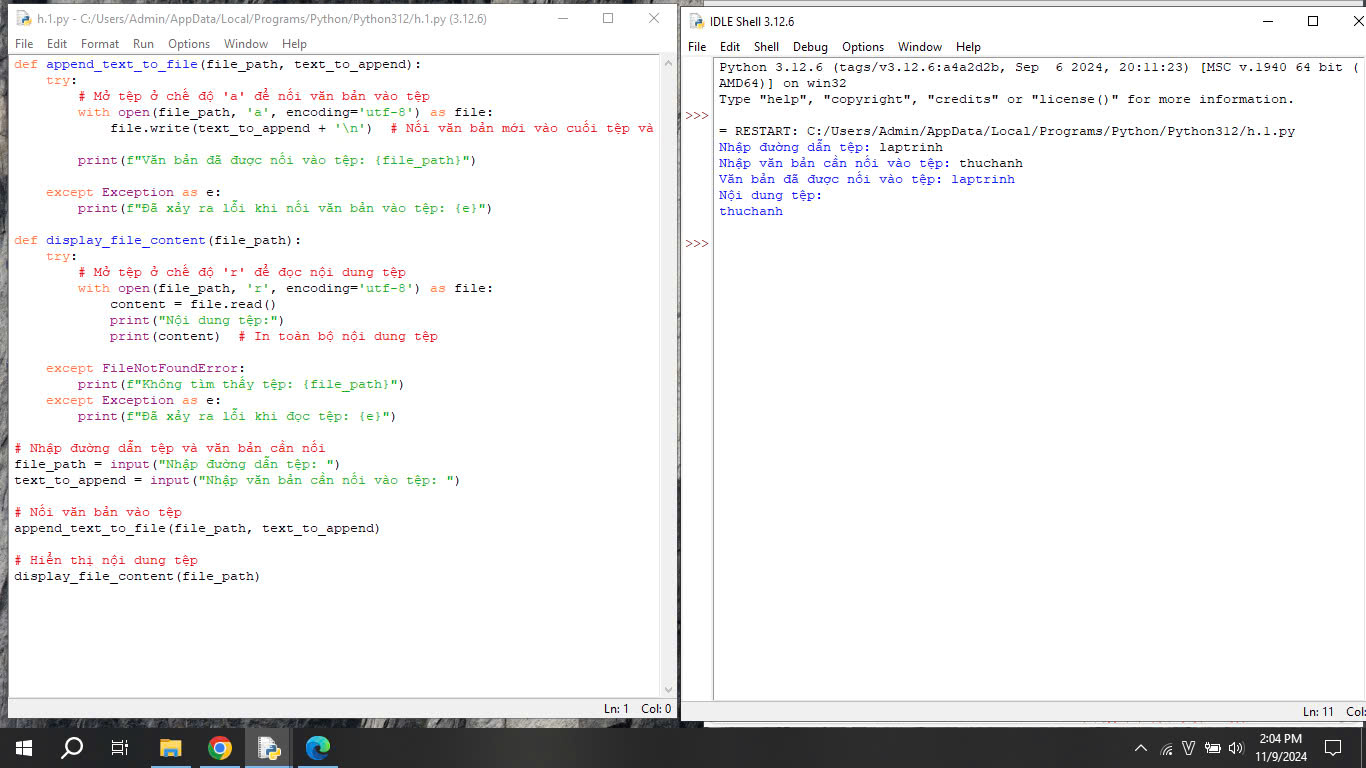 h.1.py - C:/Users/Admin/AppData/Local/Programs/Python/Python312/h.1.py (3.12.6)
File Edit Format Run Options Window Help
def append_text_to_file(file_path, text_to_append):
    try:
        # Mở tệp ở chế độ 'a' để nối văn bản vào tệp
        with open(file_path, 'a', encoding='utf-8') as file:
            file.write(text_to_append + '\n')  # Nối văn bản mới vào cuối tệp và
        print(f"Văn bản đã được nối vào tệp: {file_path}")
    except Exception as e:
        print(f"Đã xảy ra lỗi khi nối văn bản vào tệp: {e}")
def display_file_content(file_path):
    try:
        # Mở tệp ở chế độ 'r' để đọc nội dung tệp
        with open(file_path, 'r', encoding='utf-8') as file:
            content = file.read()
            print("Nội dung tệp:")
            print(content)  # In toàn bộ nội dung tệp
    except FileNotFoundError:
        print(f"Không tìm thấy tệp: {file_path}")
    except Exception as e:
        print(f"Đã xảy ra lỗi khi đọc tệp: {e}")
# Nhập đường dẫn tệp và văn bản cần nối
file_path = input("Nhập đường dẫn tệp: ")
text_to_append = input("Nhập văn bản cần nối vào tệp: ")
# Nối văn bản vào tệp
append_text_to_file(file_path, text_to_append)
# Hiển thị nội dung tệp
display_file_content(file_path)
Ln: 1 Col: 0
IDLE Shell 3.12.6
File Edit Shell Debug Options Window Help
Python 3.12.6 (tags/v3.12.6:a4a2d2b, Sep  6 2024, 20:11:23) [MSC v.1940 64 bit (
AMD64)] on win32
Type "help", "copyright", "credits" or "license()" for more information.
>>>
= RESTART: C:/Users/Admin/AppData/Local/Programs/Python/Python312/h.1.py
Nhập đường dẫn tệp: laptrinh
Nhập văn bản cần nối vào tệp: thuchanh
Văn bản đã được nối vào tệp: laptrinh
Nội dung tệp:
thuchanh
>>>
Ln: 11 Col:
V
2:04 PM
11/9/2024